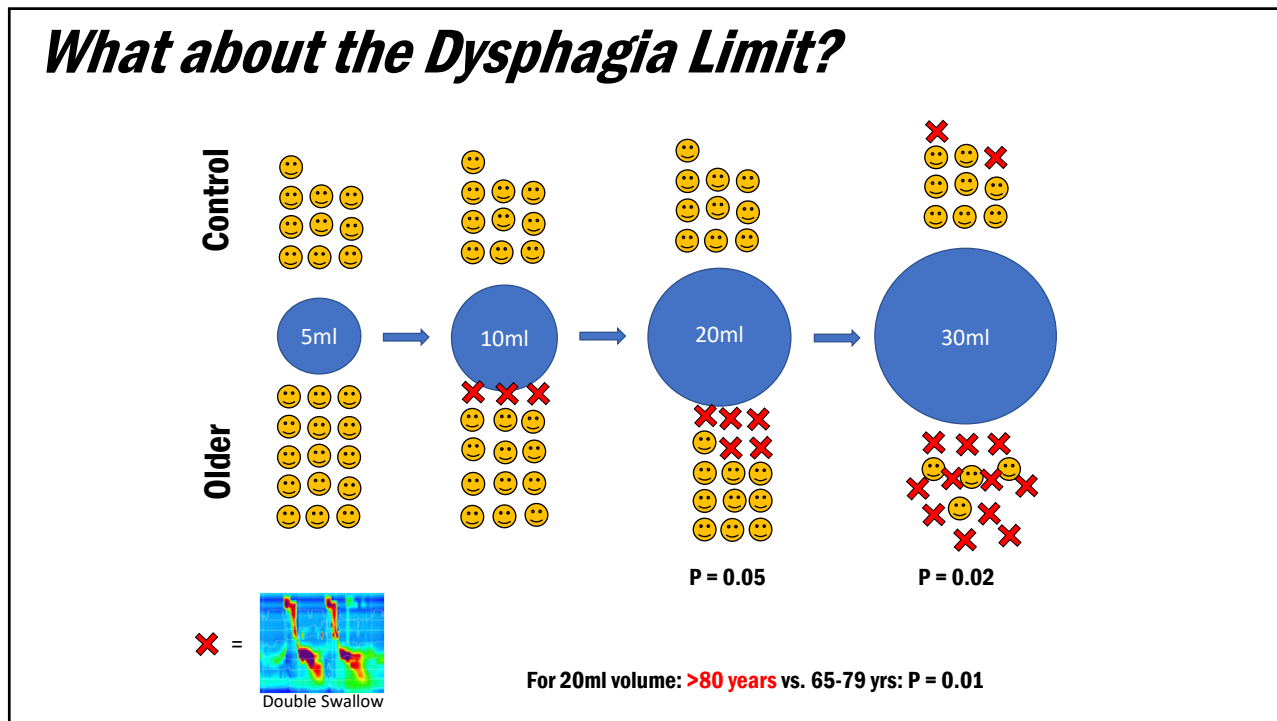 What about the Dysphagia Limit?
Control
5ml
10ml
20ml
30ml
Older
P = 0.05
P = 0.02
=
Double Swallow
For 20ml volume: >80 years vs. 65-79 yrs: P = 0.01